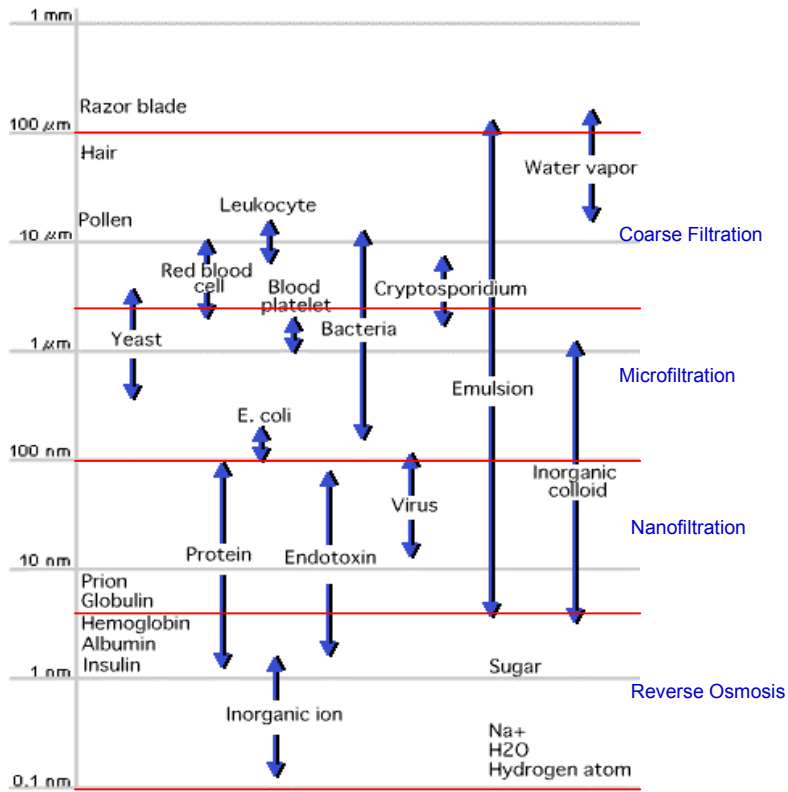 1 mm
Razor blade
100 μm
Hair
Water vapor
Leukocyte
Pollen
10 μm
Coarse Filtration
Red blood
cell
Blood
platelet
Cryptosporidium
Bacteria
Yeast
1 μm
Microfiltration
Emulsion
E. coli
100 nm
Inorganic
colloid
Virus
Nanofiltration
Protein
Endotoxin
10 nm
Prion
Globulin
Hemoglobin
Albumin
Insulin
Sugar
1 nm
Reverse Osmosis
Inorganic ion
Na+
H2O
Hydrogen atom
0.1 nm